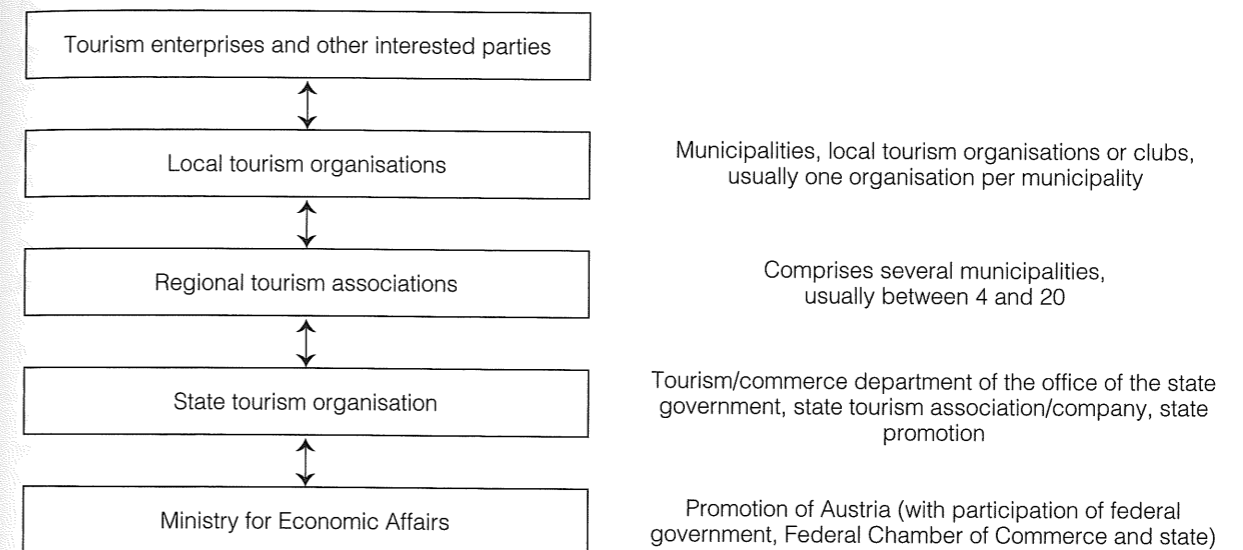 Tourism enterprises and other interested parties
Local tourism organisations
Municipalities, local tourism organisations or clubs,
usually one organisation per municipality
Regional tourism associations
Comprises several municipalities,
usually between 4 and 20
State tourism organisation
Tourism/commerce department of the office of the state
government, state tourism association/company, state
promotion
Ministry for Economic Affairs
Promotion of Austria (with participation of federal
government, Federal Chamber of Commerce and state)